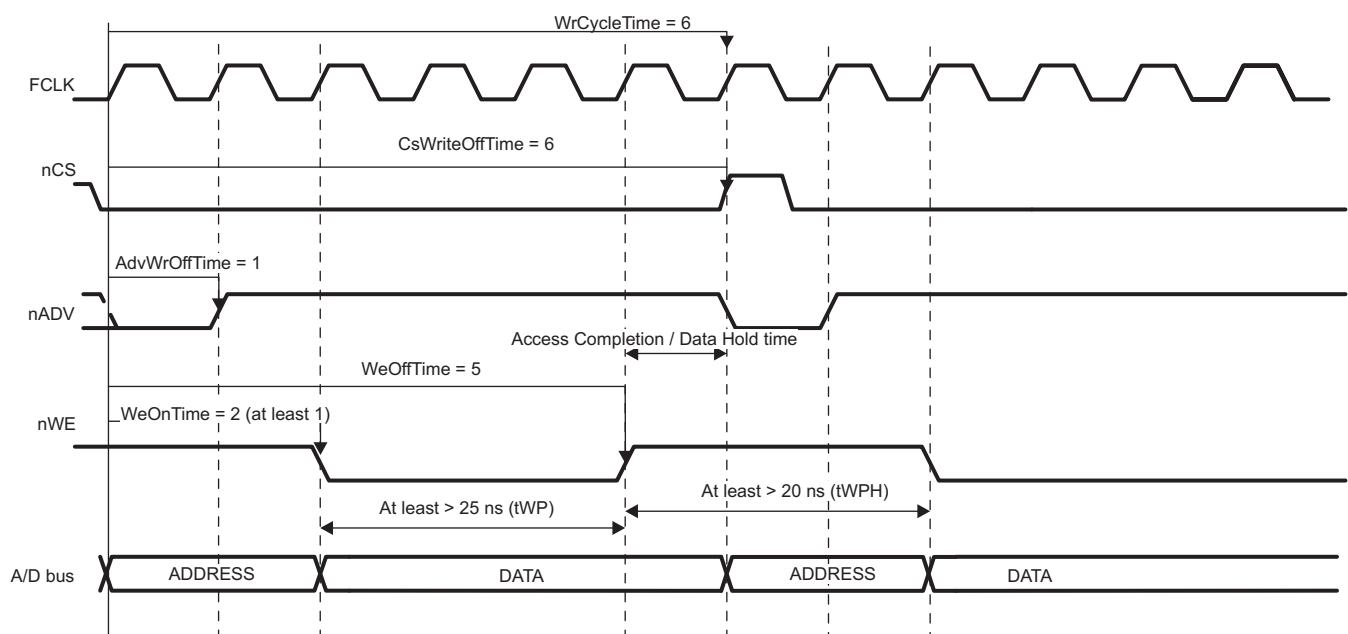 WrCycleTime = 6
FCLK
CsWriteOffTime = 6
nCS
AdvWrOffTime = 1
nADV
Access Completion / Data Hold time
WeOffTime = 5
WeOnTime = 2 (at least 1)
nWE
At least > 20 ns (tWPH)
At least > 25 ns (tWP)
A/D bus ADDRESS DATA ADDRESS DATA